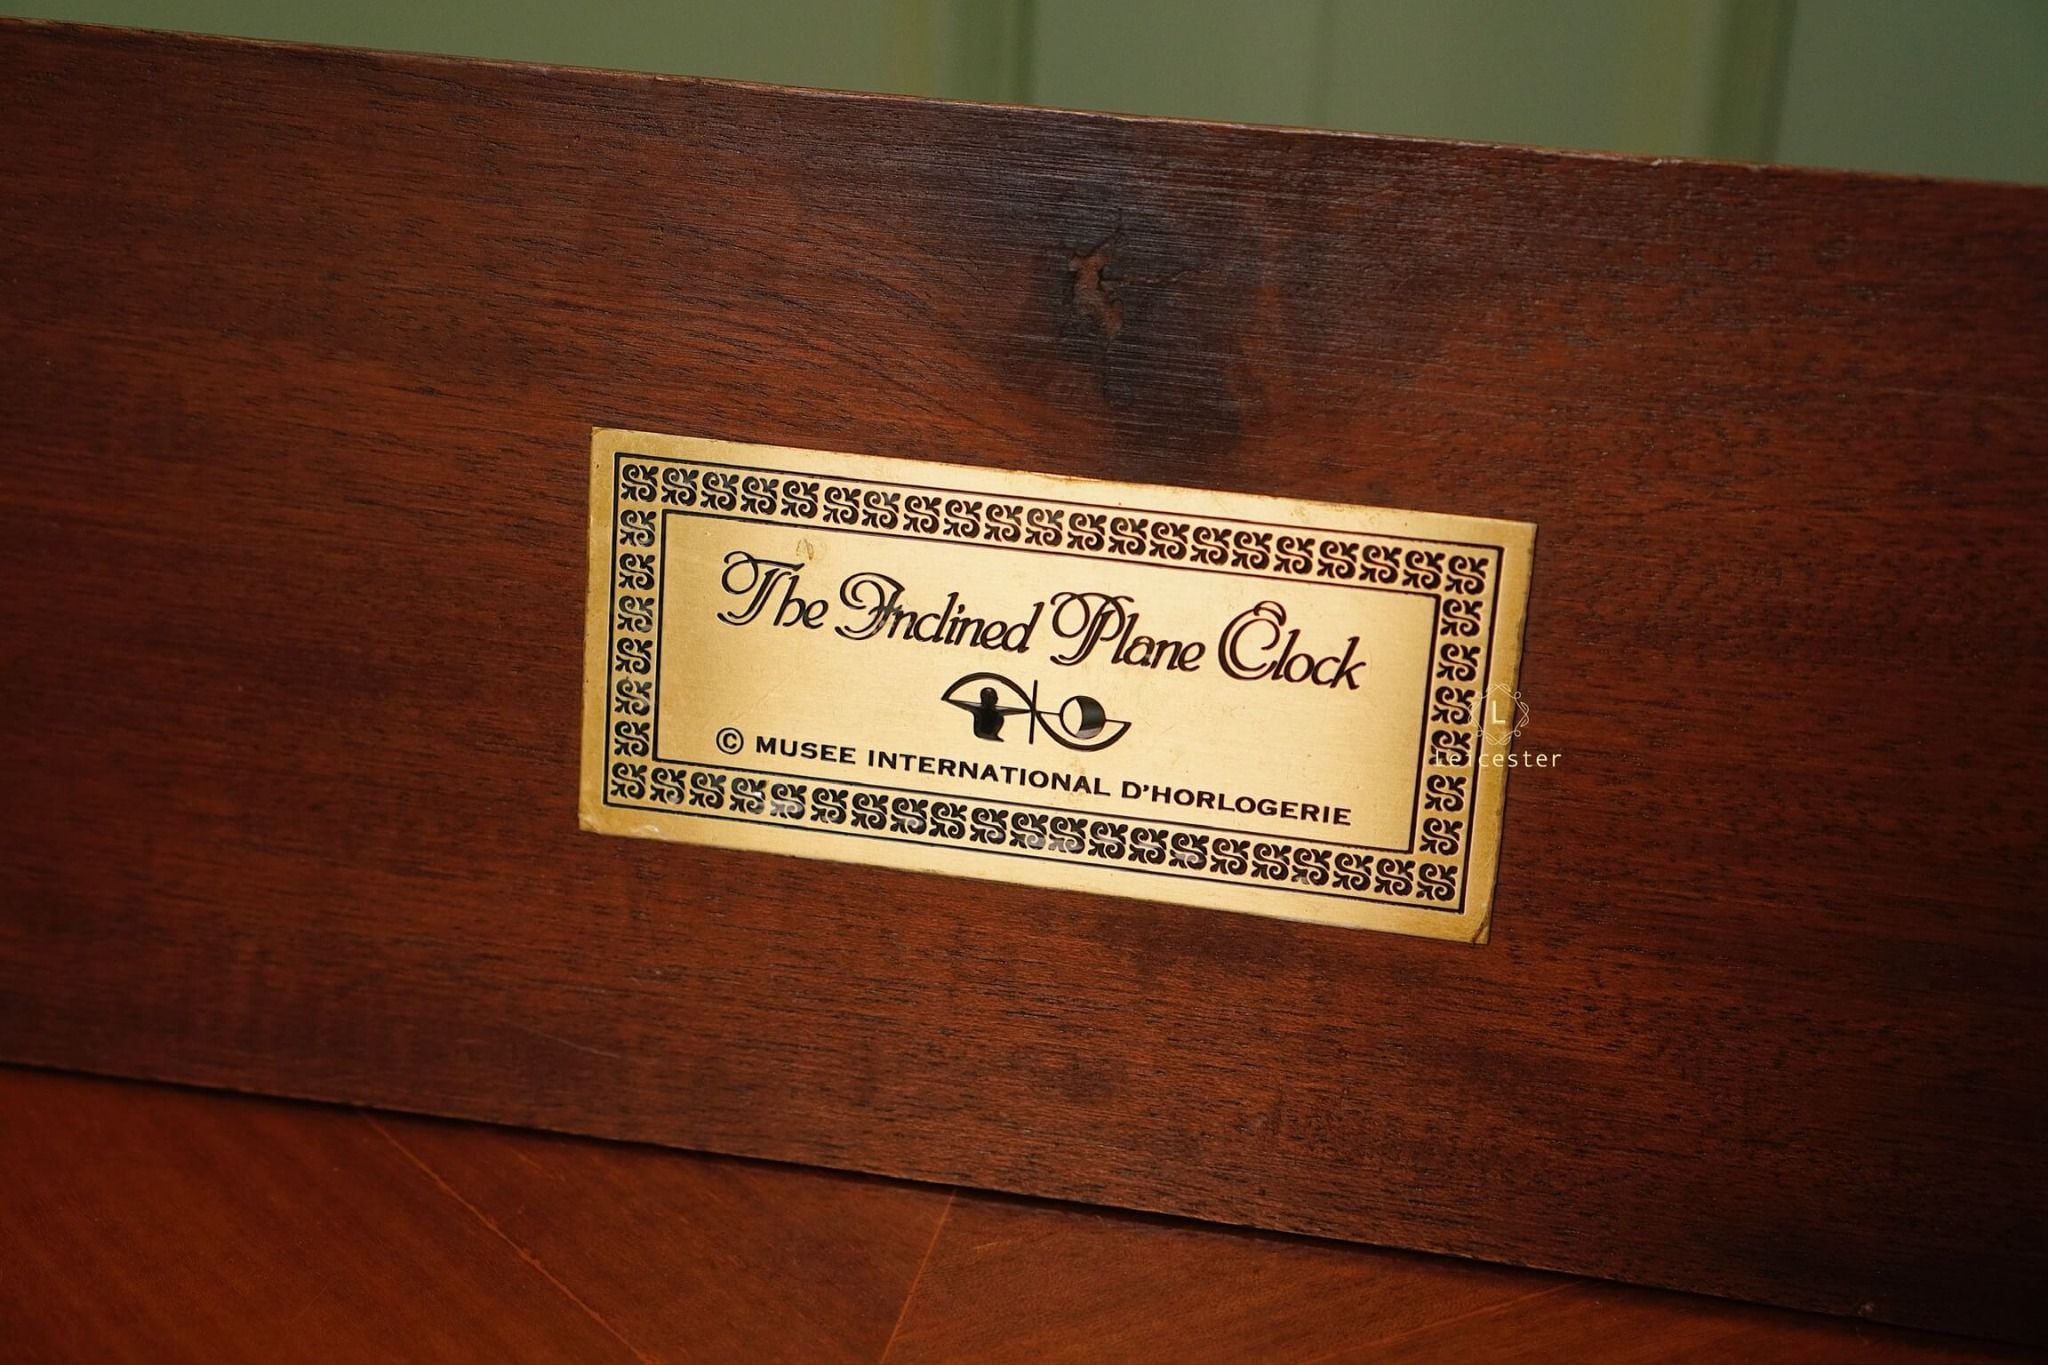 The Inclined Plane Clock
© MUSEE INTERNATIONAL D'HORLOGERIE
L
Leicester